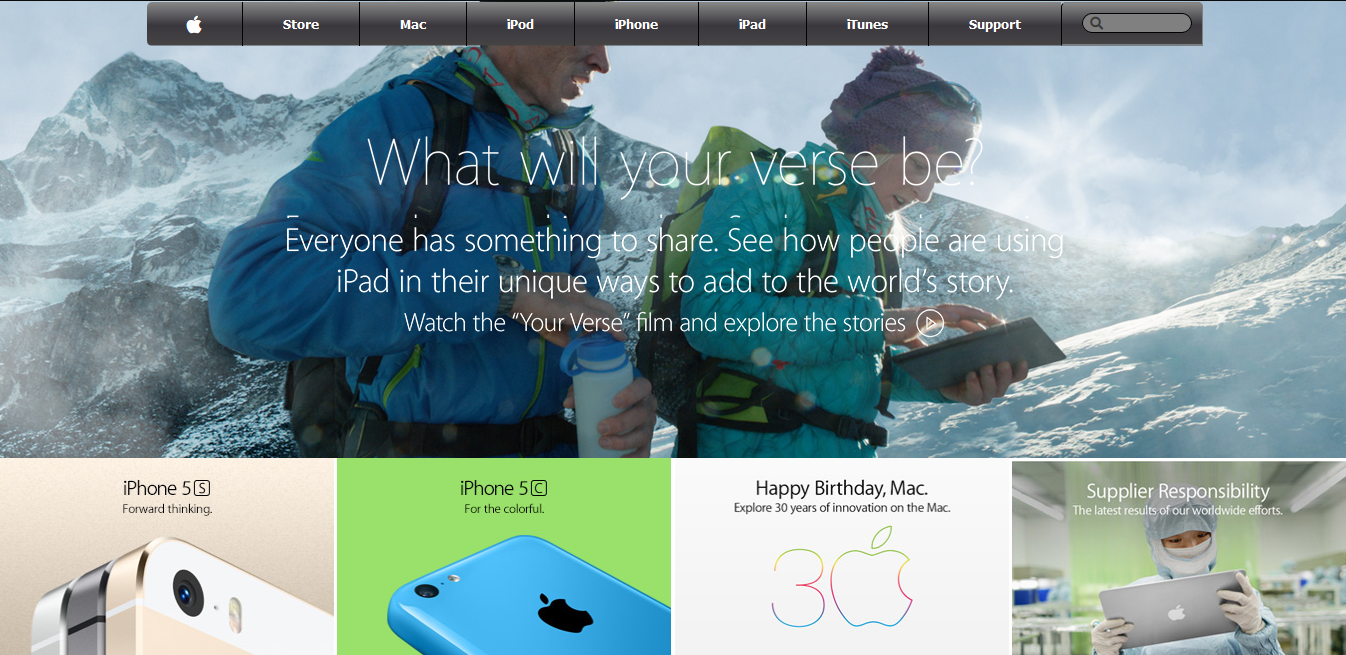 Store Mac iPod iPhone iPad iTunes Support
What will your verse be?
Everyone has something to share. See how people are using
iPad in their unique ways to add to the world’s story.
Watch the “Your Verse” film and explore the stories
iPhone 5S
Forward thinking.
iPhone 5C
For the colorful.
Happy Birthday, Mac.
Explore 30 years of innovation on the Mac.
30
Supplier Responsibility
The latest results of our worldwide efforts.